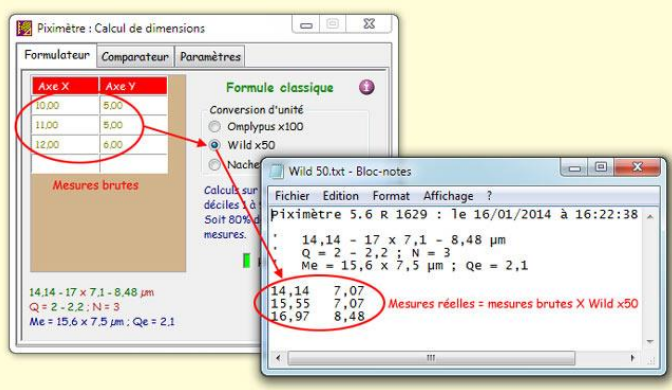 Piximètre : Calcul de dimensions
Formulateur Comparateur Paramètres
Axe X Axe Y
10,00 5,00
11,00 5,00
12,00 6,00
Mesures brutes
Formule classique
Conversion d'unité
Omplypus x100
Wild x50
Nache
Calculs sur
déciles 1 à
Soit 80% d
mesures.
14,14 - 17 x 7,1 - 8,48 µm
Q = 2 - 2,2 ; N = 3
Me = 15,6 x 7,5 µm ; Qe = 2,1
Wild 50.txt - Bloc-notes
Fichier Edition Format Affichage ?
Piximètre 5.6 R 1629 : le 16/01/2014 à 16:22:38
14,14 - 17 x 7,1 - 8,48 µm
Q = 2 - 2,2 ; N = 3
Me = 15,6 x 7,5 µm ; Qe = 2,1
14,14 7,07
15,55 7,07
16,97 8,48
Mesures réelles = mesures brutes X Wild x50